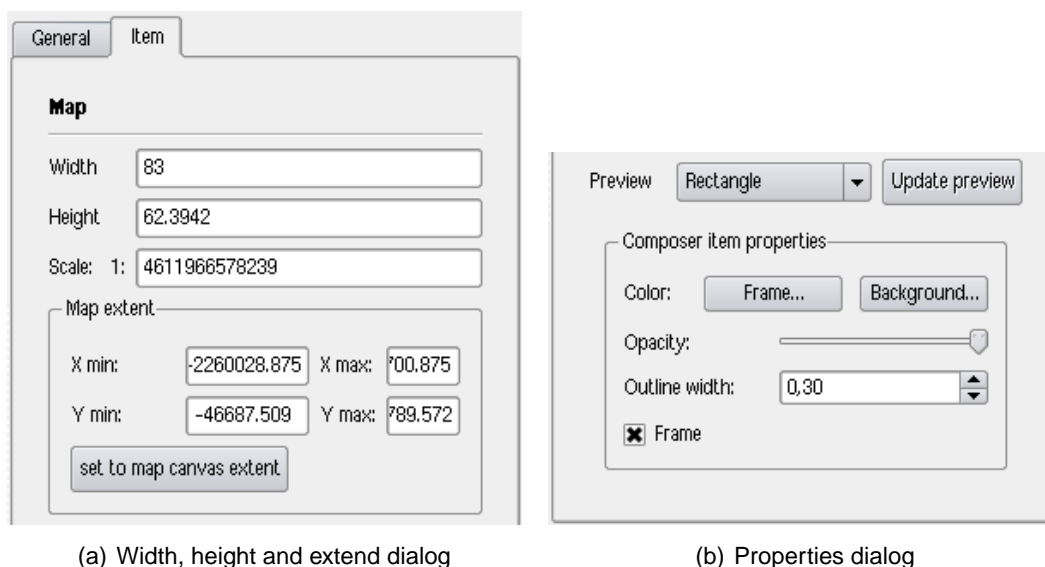 General Item
Map
Width 83
Height 62.3942
Scale: 1: 4611966578239
Map extent
X min: -2260028.875 X max: 700.875
Y min: -46687.509 Y max: 789.572
set to map canvas extent
(a) Width, height and extend dialog
Preview Rectangle Update preview
Composer item properties
Color: Frame... Background...
Opacity:
Outline width: 0,30
Frame
(b) Properties dialog